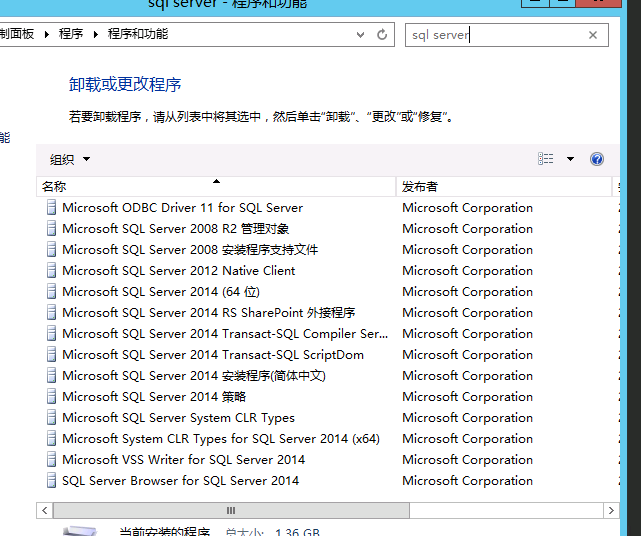 sql server - 程序和功能
制面板 ▸ 程序 ▸ 程序和功能
sql server
卸载或更改程序
若要卸载程序，请从列表中将其选中，然后单击“卸载”、“更改”或“修复”。
能
组织
名称 发布者
Microsoft ODBC Driver 11 for SQL Server Microsoft Corporation
Microsoft SQL Server 2008 R2 管理对象 Microsoft Corporation
Microsoft SQL Server 2008 安装程序支持文件 Microsoft Corporation
Microsoft SQL Server 2012 Native Client Microsoft Corporation
Microsoft SQL Server 2014 (64 位) Microsoft Corporation
Microsoft SQL Server 2014 RS SharePoint 外接程序 Microsoft Corporation
Microsoft SQL Server 2014 Transact-SQL Compiler Ser... Microsoft Corporation
Microsoft SQL Server 2014 Transact-SQL ScriptDom Microsoft Corporation
Microsoft SQL Server 2014 安装程序(简体中文) Microsoft Corporation
Microsoft SQL Server 2014 策略 Microsoft Corporation
Microsoft SQL Server System CLR Types Microsoft Corporation
Microsoft System CLR Types for SQL Server 2014 (x64) Microsoft Corporation
Microsoft VSS Writer for SQL Server 2014 Microsoft Corporation
SQL Server Browser for SQL Server 2014 Microsoft Corporation
当前安装的程序 总大小: 1.36 GB